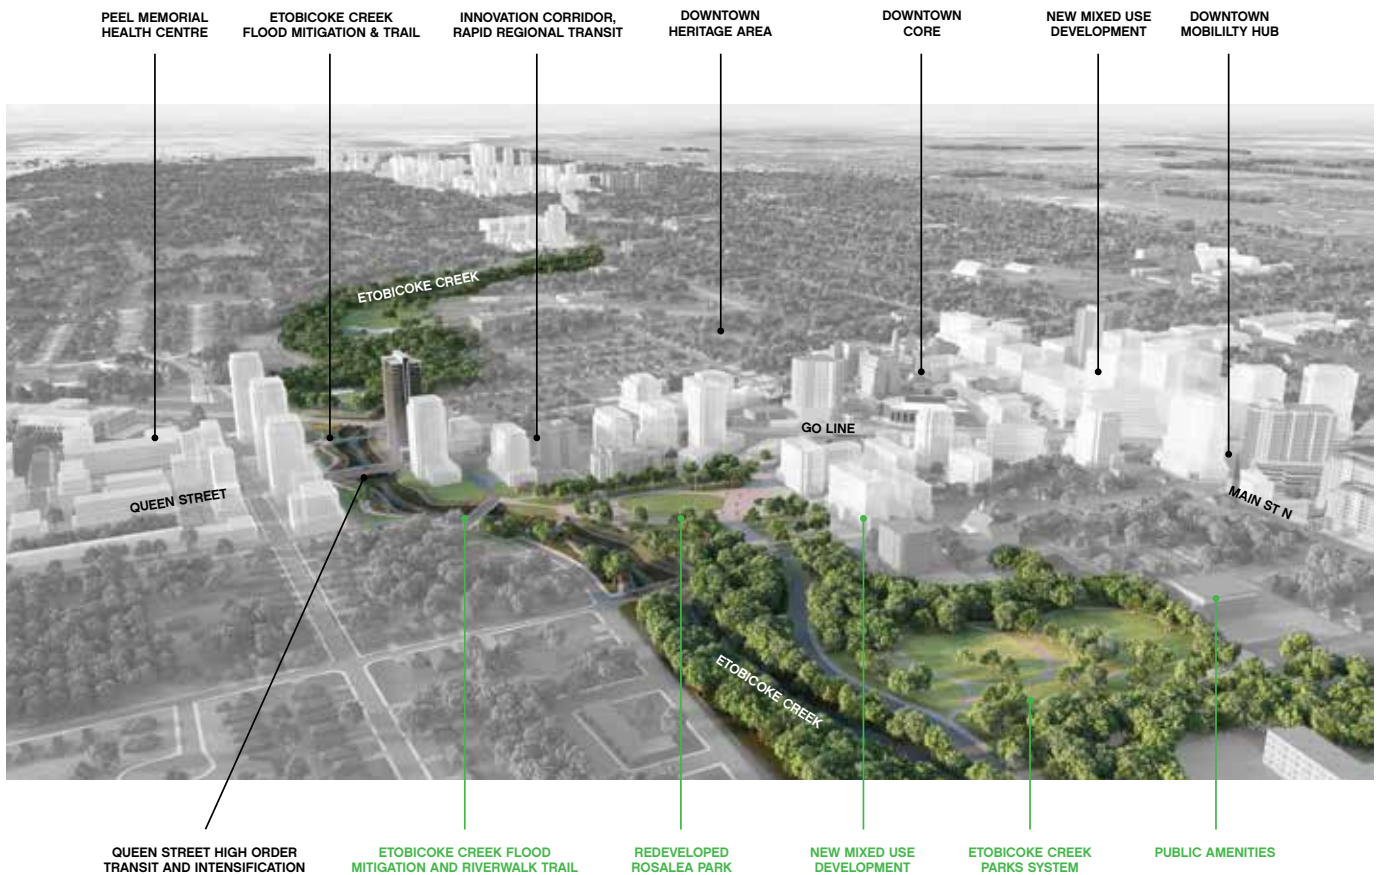 PEEL MEMORIAL
HEALTH CENTRE
ETOBICOKE CREEK
FLOOD MITIGATION & TRAIL
INNOVATION CORRIDOR,
RAPID REGIONAL TRANSIT
DOWNTOWN
HERITAGE AREA
DOWNTOWN
CORE
NEW MIXED USE
DEVELOPMENT
DOWNTOWN
MOBILILTY HUB
ETOBICOKE CREEK
GO LINE
QUEEN STREET
MAIN ST N
ETOBICOKE CREEK
QUEEN STREET HIGH ORDER
TRANSIT AND INTENSIFICATION
ETOBICOKE CREEK FLOOD
MITIGATION AND RIVERWALK TRAIL
REDEVELOPED
ROSALEA PARK
NEW MIXED USE
DEVELOPMENT
ETOBICOKE CREEK
PARKS SYSTEM
PUBLIC AMENITIES